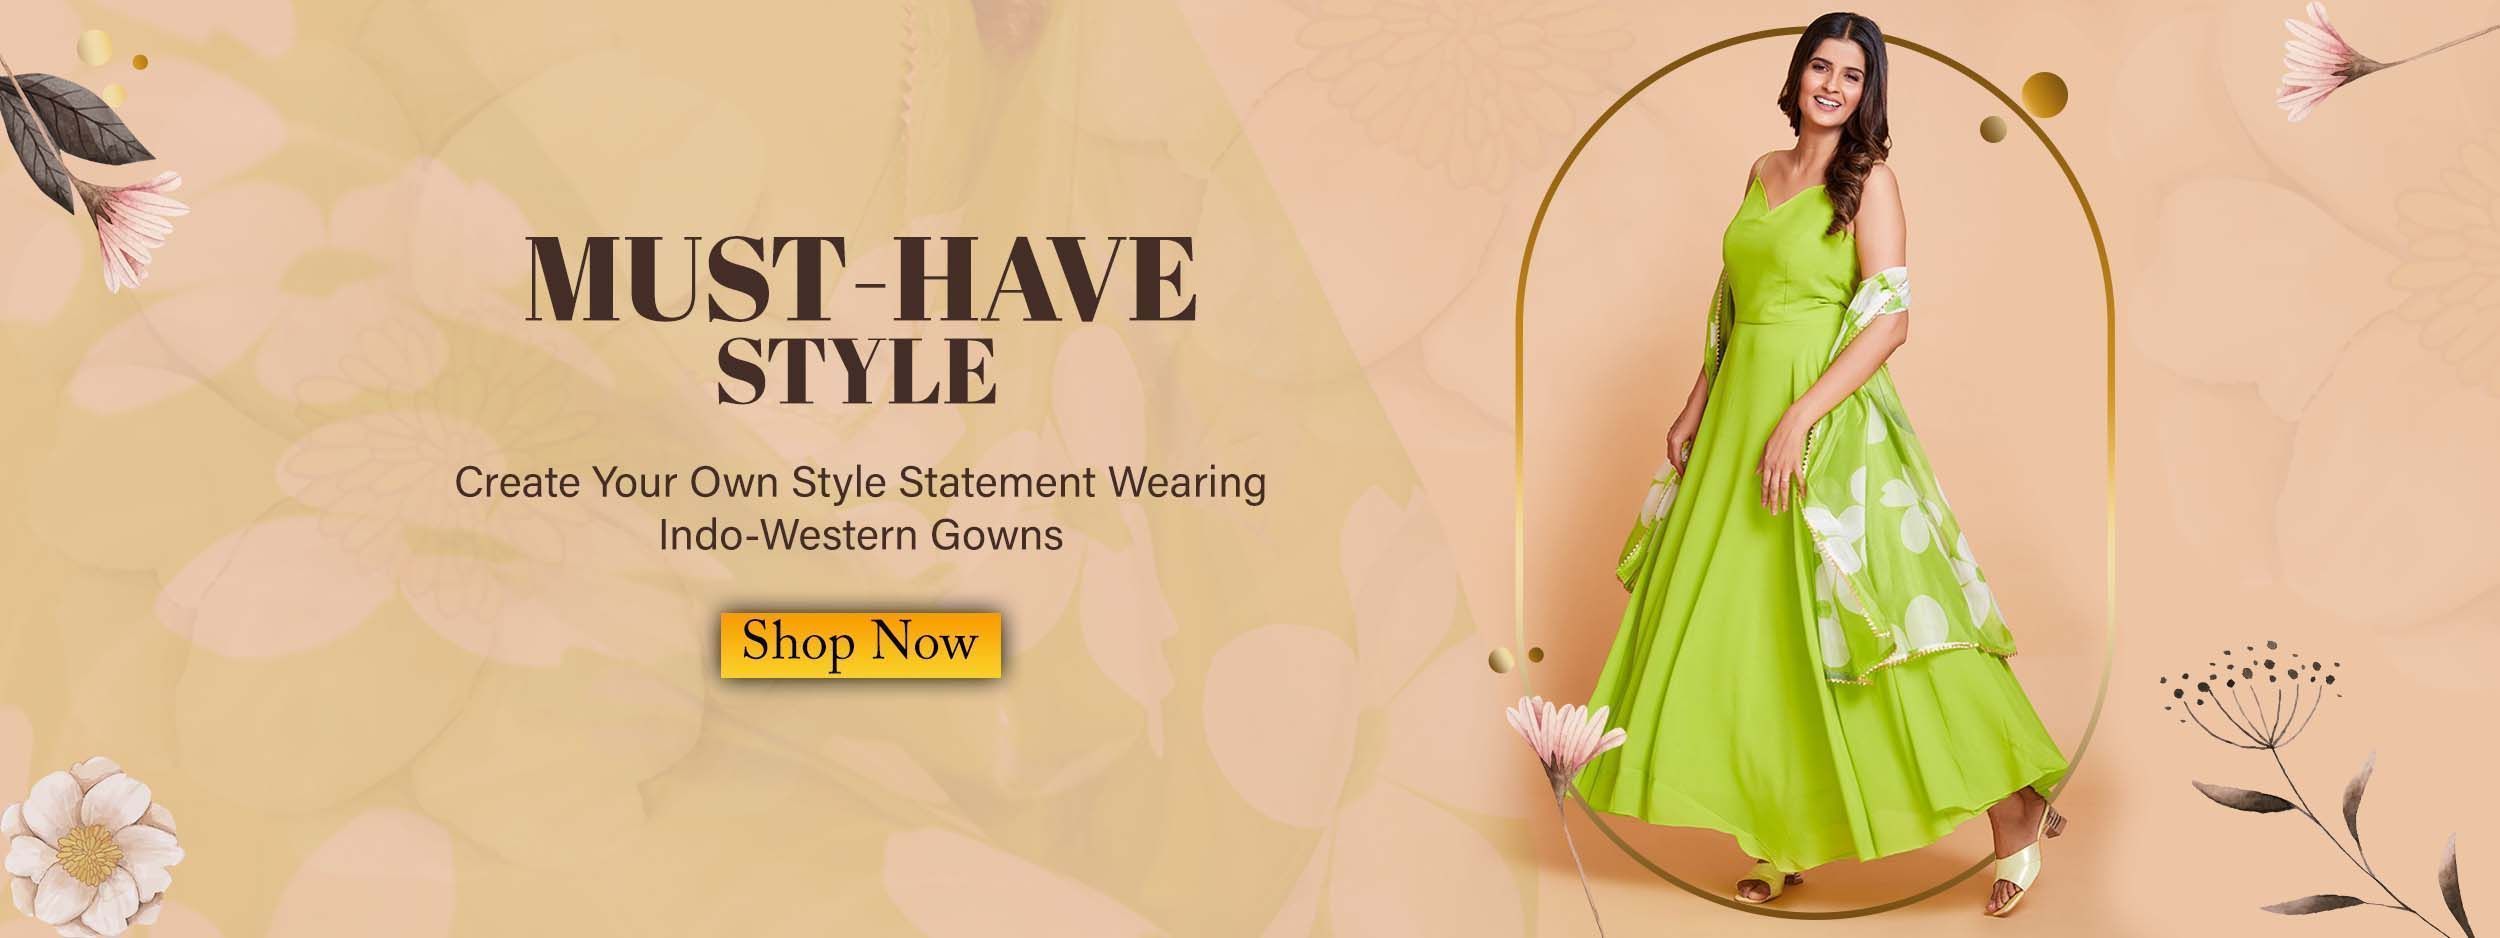 MUST-HAVE
STYLE
Create Your Own Style Statement Wearing
Indo-Western Gowns
Shop Now